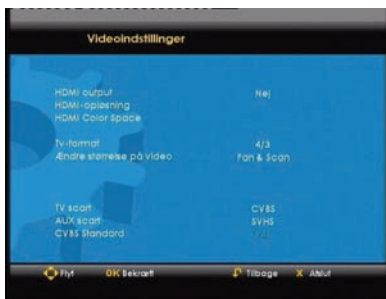 Videoindstillinger
HDMI output Nej
HDMI-opløsning
HDMI Color Space
Tv-format 4/3
Ændre størrelse på video Pan & Scan
TV scart CVBS
AUX scart SVHS
CVBS Standard
Flyt OK Bekræft Tilbage X Afslut